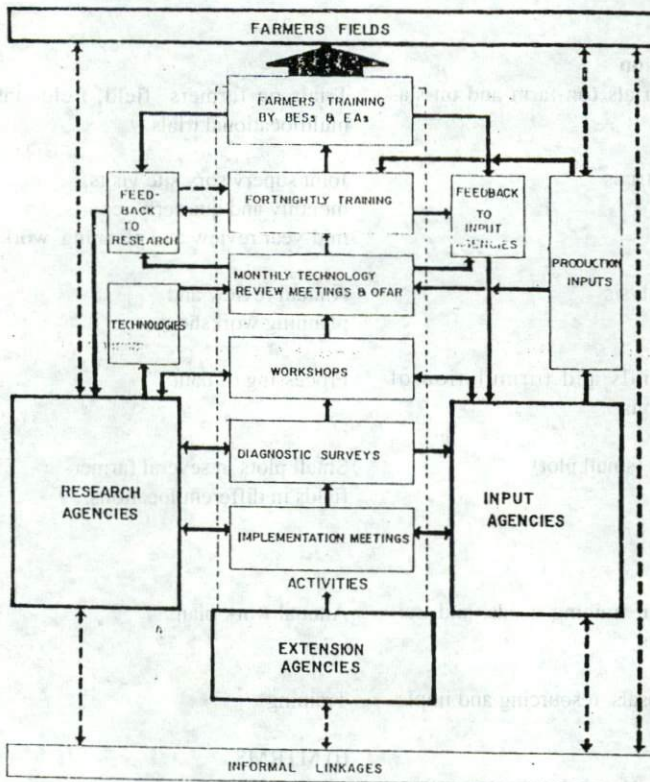 FARMERS FIELDS
FARMERS TRAINING
BY BESs & EAs
FEED-
BACK
TO
RESEARCH
FORTNIGHTLY TRAINING
FEEDBACK
TO
INPUT
AGENCIES
PRODUCTION
INPUTS
MONTHLY TECHNOLOGY
REVIEW MEETINGS & OFAR
TECHNOLOGIES
WORKSHOPS
DIAGNOSTIC SURVEYS
RESEARCH
AGENCIES
INPUT
AGENCIES
IMPLEMENTATION MEETINGS
ACTIVITIES
EXTENSION
AGENCIES
INFORMAL LINKAGES